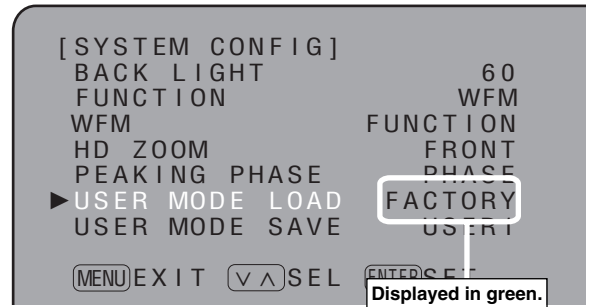 [SYSTEM CONFIG]
BACK LIGHT 60
FUNCTION WFM
WFM FUNCTION
HD ZOOM FRONT
PEAKING PHASE PHASE
▶USER MODE LOAD FACTORY
USER MODE SAVE USER1
MENU EXIT ∨∧ SEL ENTER SET
Displayed in green.